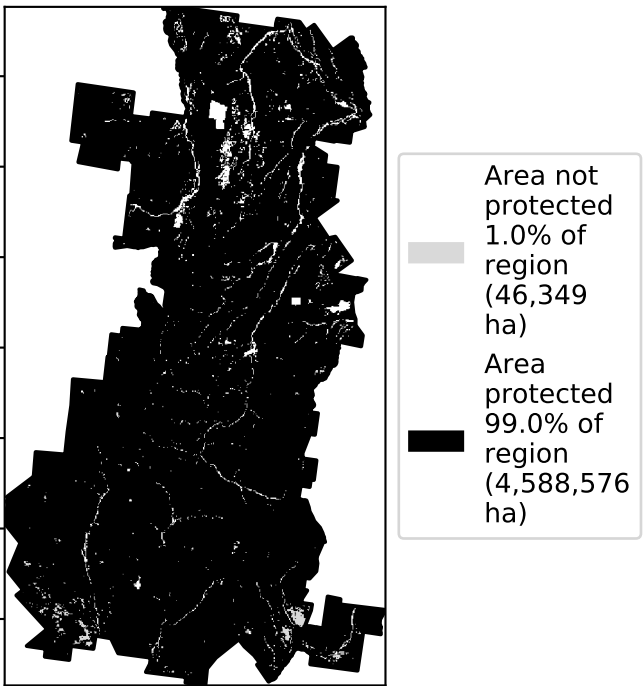 Area not
protected
1.0% of
region
(46,349
ha)
Area
protected
99.0% of
region
(4,588,576
ha)